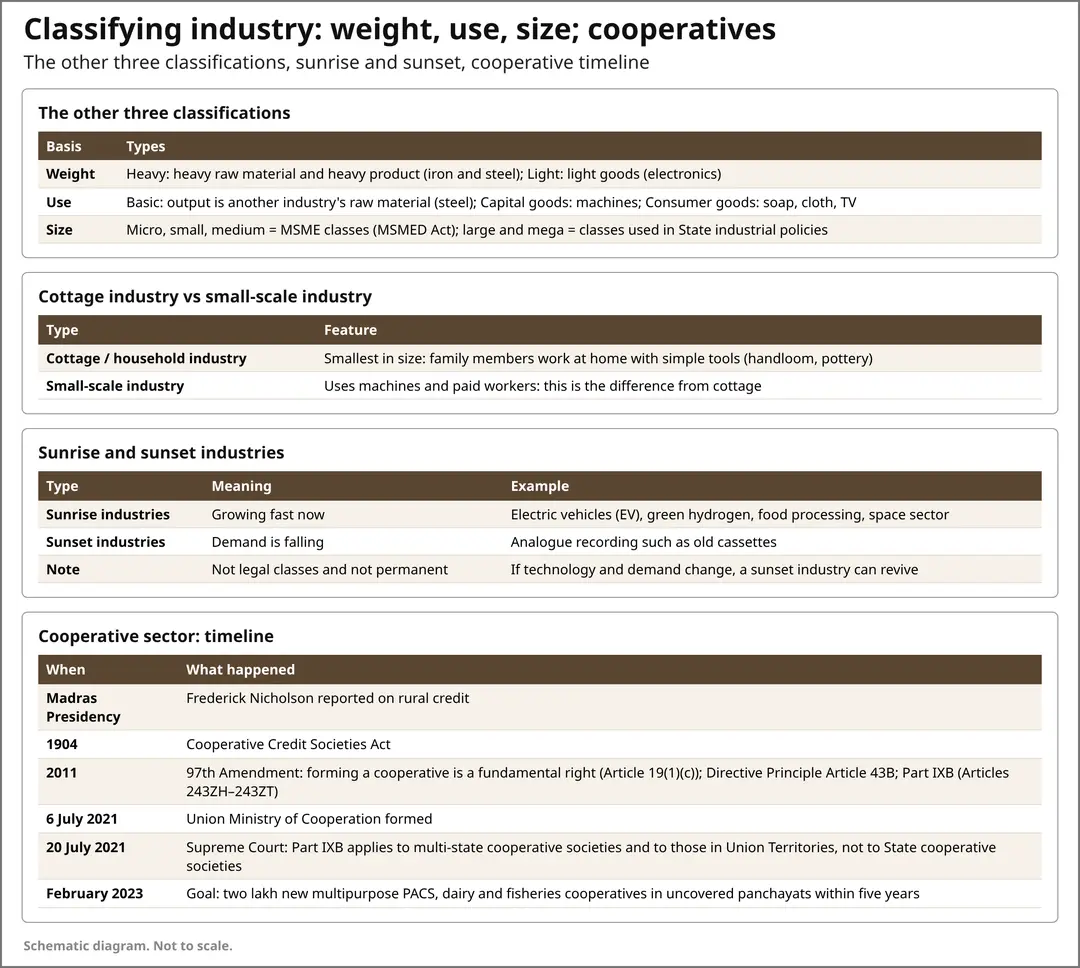 Classifying industry: weight, use, size; cooperatives
The other three classifications, sunrise and sunset, cooperative timeline
The other three classifications
Basis Types
Weight Heavy: heavy raw material and heavy product (iron and steel); Light: light goods (electronics)
Use Basic: output is another industry's raw material (steel); Capital goods: machines; Consumer goods: soap, cloth, TV
Size Micro, small, medium = MSME classes (MSMED Act); large and mega = classes used in State industrial policies
Cottage industry vs small-scale industry
Type Feature
Cottage / household industry Smallest in size: family members work at home with simple tools (handloom, pottery)
Small-scale industry Uses machines and paid workers: this is the difference from cottage
Sunrise and sunset industries
Type Meaning Example
Sunrise industries Growing fast now Electric vehicles (EV), green hydrogen, food processing, space sector
Sunset industries Demand is falling Analogue recording such as old cassettes
Note Not legal classes and not permanent If technology and demand change, a sunset industry can revive
Cooperative sector: timeline
When What happened
Madras Frederick Nicholson reported on rural credit
Presidency
1904 Cooperative Credit Societies Act
2011 97th Amendment: forming a cooperative is a fundamental right (Article 19(1)(c)); Directive Principle Article 43B; Part IXB (Articles
243ZH–243ZT)
6 July 2021 Union Ministry of Cooperation formed
20 July 2021 Supreme Court: Part IXB applies to multi-state cooperative societies and to those in Union Territories, not to State cooperative
societies
February 2023 Goal: two lakh new multipurpose PACS, dairy and fisheries cooperatives in uncovered panchayats within five years
Schematic diagram. Not to scale.